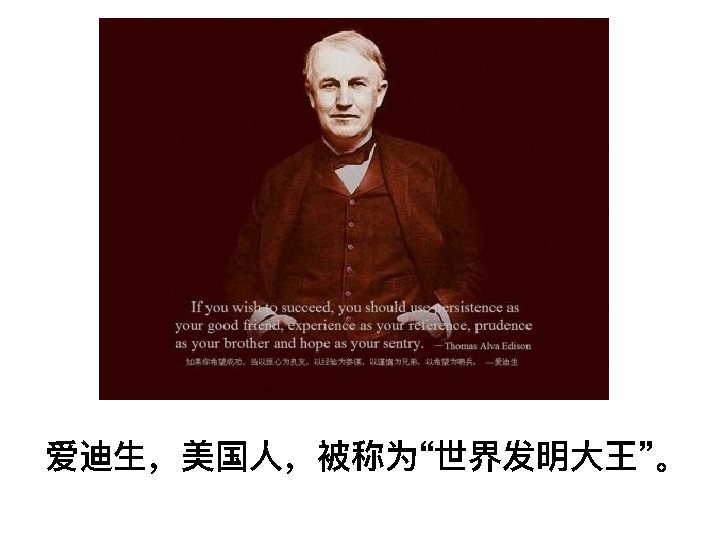 If you wish to succeed, you should use persistence as
your good friend, experience as your reference, prudence
as your brother and hope as your sentry. — Thomas Alva Edison
如果你希望成功，当以恒心为良友，以经验为参谋，以谨慎为兄弟，以希望为哨兵。 —爱迪生
爱迪生，美国人，被称为“世界发明大王”。